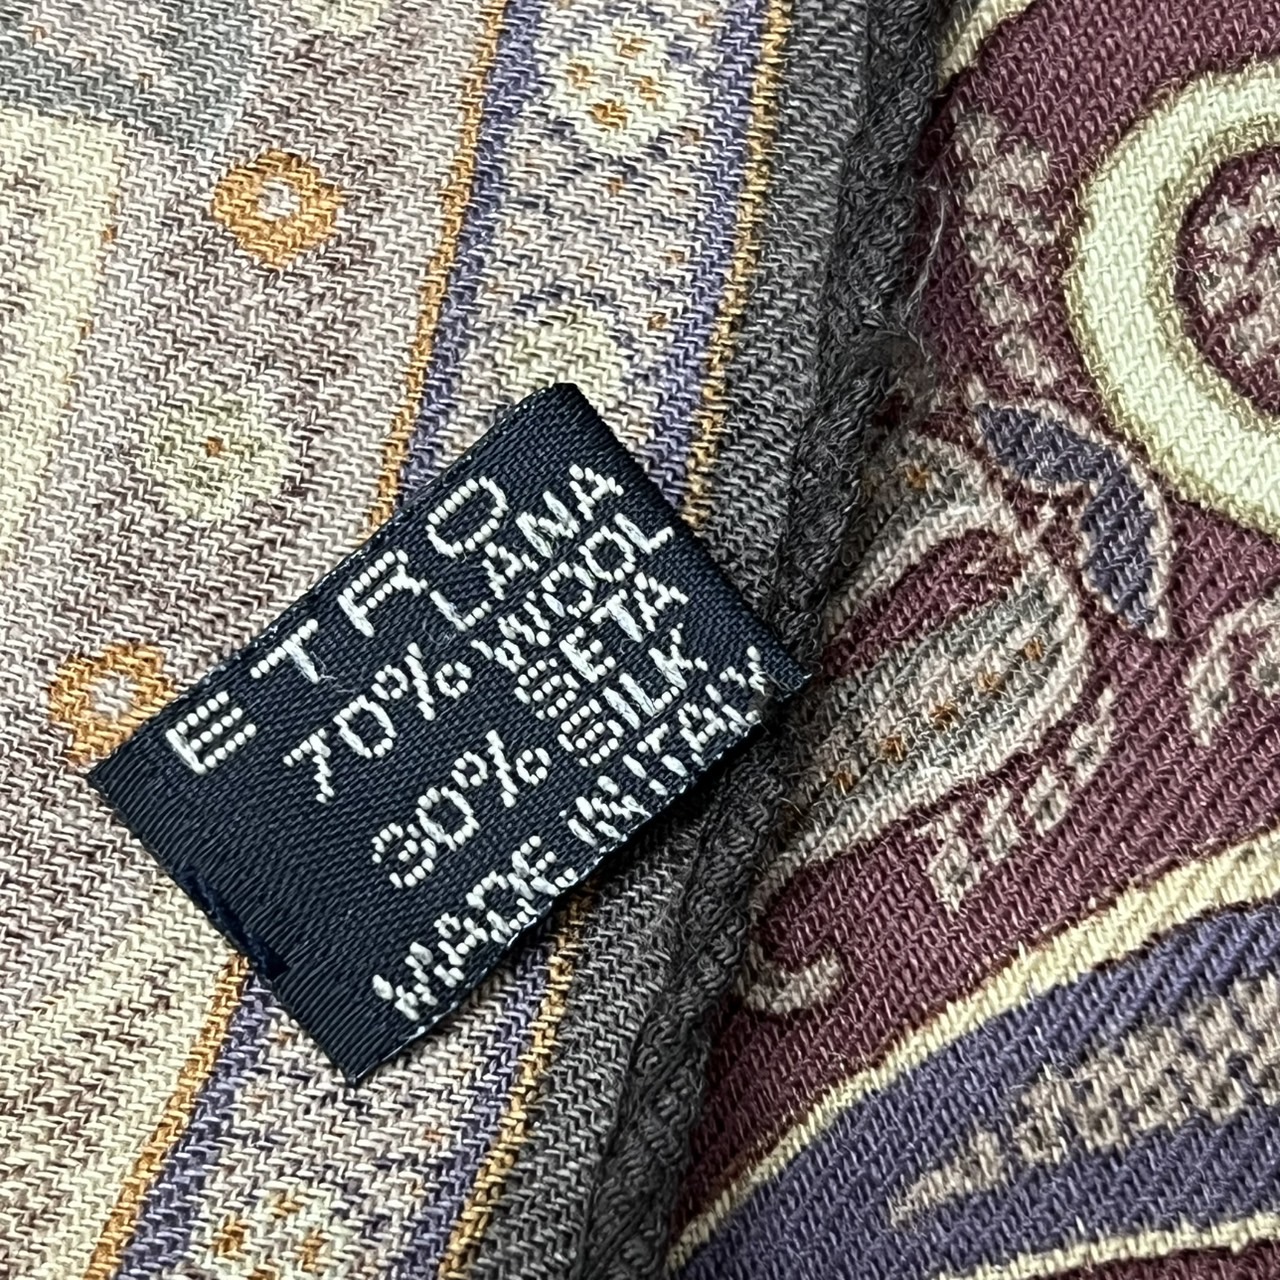 ETRO
70% LANA
WOOL
30% SETA
SILK
MADE IN ITALY